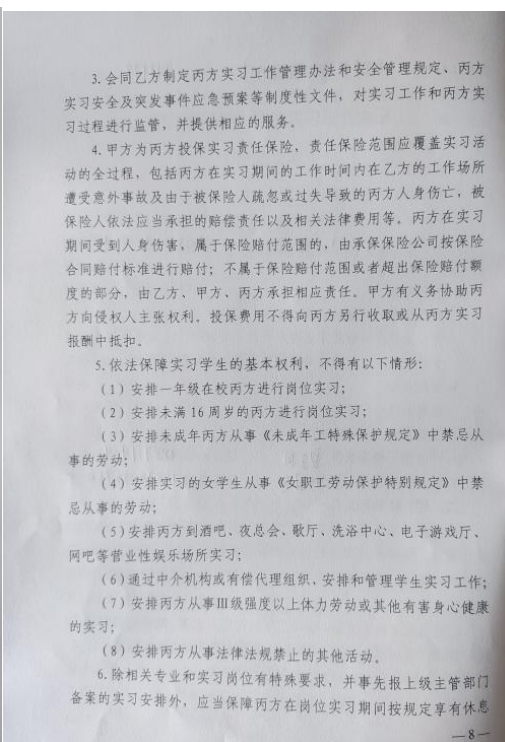 3.会同乙方制定丙方实习工作管理办法和安全管理规定、丙方
实习安全及突发事件应急预案等制度性文件，对实习工作和丙方实
习过程进行监管，并提供相应的服务。
4.甲方为丙方投保实习责任保险，责任保险范围应覆盖实习活
动的全过程，包括丙方在实习期间的工作时间内在乙方的工作场所
遭受意外事故及由于被保险人疏忽或过失导致的丙方人身伤亡，被
保险人依法应当承担的赔偿责任以及相关法律费用等。丙方在实习
期间受到人身伤害，属于保险赔付范围的，由承保保险公司按保险
合同赔付标准进行赔付；不属于保险赔付范围或者超出保险赔付额
度的部分，由乙方、甲方、丙方承担相应责任。甲方有义务协助丙
方向侵权人主张权利。投保费用不得向丙方另行收取或从丙方实习
报酬中抵扣。
5.依法保障实习学生的基本权利，不得有以下情形：
（1）安排一年级在校丙方进行岗位实习；
（2）安排未满 16 周岁的丙方进行岗位实习；
（3）安排未成年丙方从事《未成年工特殊保护规定》中禁忌从
事的劳动；
（4）安排实习的女学生从事《女职工劳动保护特别规定》中禁
忌从事的劳动；
（5）安排丙方到酒吧、夜总会、歌厅、洗浴中心、电子游戏厅、
网吧等营业性娱乐场所实习；
（6）通过中介机构或有偿代理组织、安排和管理学生实习工作；
（7）安排丙方从事Ⅲ级强度以上体力劳动或其他有害身心健康
的实习；
（8）安排丙方从事法律法规禁止的其他活动。
6.除相关专业和实习岗位有特殊要求，并事先报上级主管部门
备案的实习安排外，应当保障丙方在岗位实习期间按规定享有休息
—8—